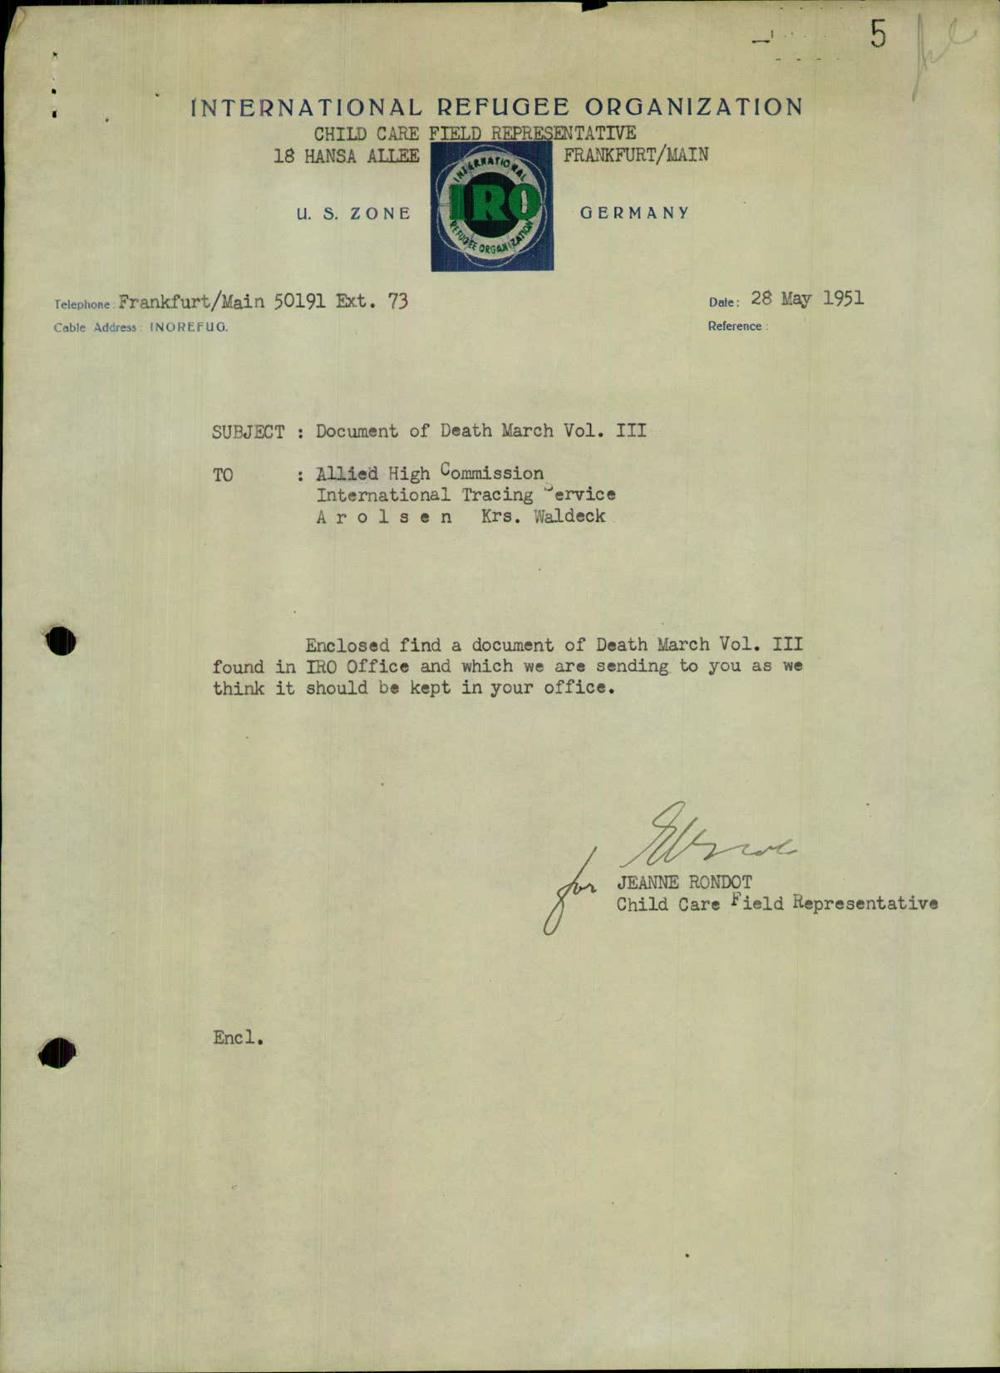 5
INTERNATIONAL REFUGEE ORGANIZATION
CHILD CARE FIELD REPRESENTATIVE
18 HANSA ALLEE FRANKFURT/MAIN
INTERNATIONAL
IRO
REFUGEE ORGANIZATION
U. S. ZONE GERMANY
Telephone: Frankfurt/Main 50191 Ext. 73 Date: 28 May 1951
Cable Address: INOREFUG. Reference:
SUBJECT : Document of Death March Vol. III
TO : Allied High Commission
International Tracing Service
A r o l s e n Krs. Waldeck
Enclosed find a document of Death March Vol. III
found in IRO Office and which we are sending to you as we
think it should be kept in your office.
for JEANNE RONDOT
Child Care Field Representative
Encl.